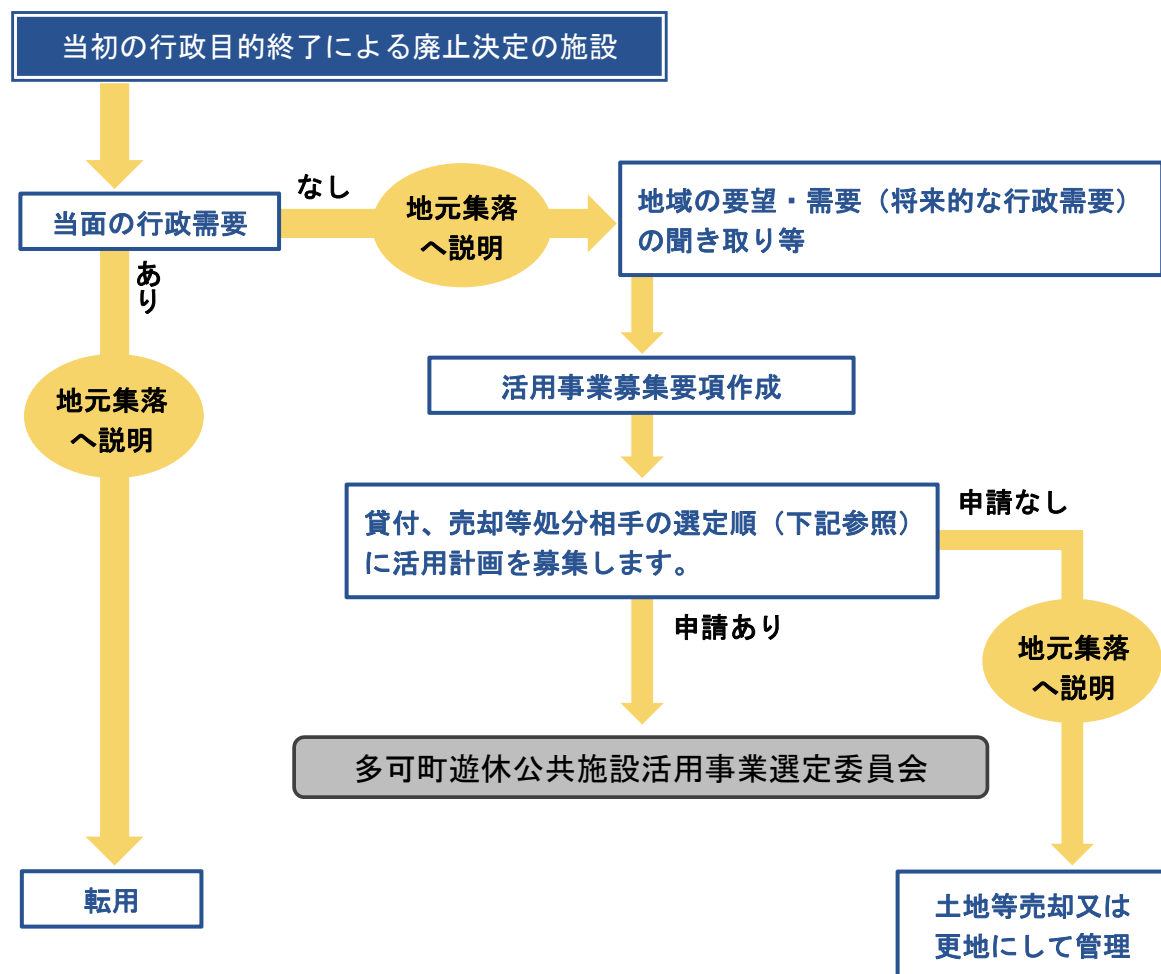 当初の行政目的終了による廃止決定の施設
当面の行政需要
なし
地元集落
へ説明
地域の要望・需要（将来的な行政需要）
の聞き取り等
あり
地元集落
へ説明
活用事業募集要項作成
貸付、売却等処分相手の選定順（下記参照）
に活用計画を募集します。
申請なし
申請あり
地元集落
へ説明
多可町遊休公共施設活用事業選定委員会
転用
土地等売却又は
更地にして管理